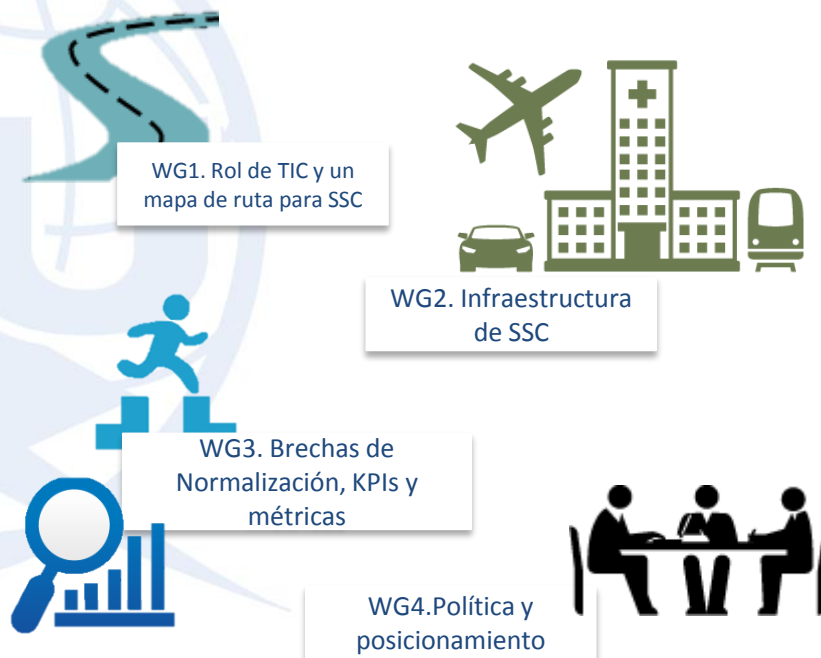 WG1. Rol de TIC y un
mapa de ruta para SSC
WG2. Infraestructura
de SSC
WG3. Brechas de
Normalización, KPIs y
métricas
WG4.Política y
posicionamiento